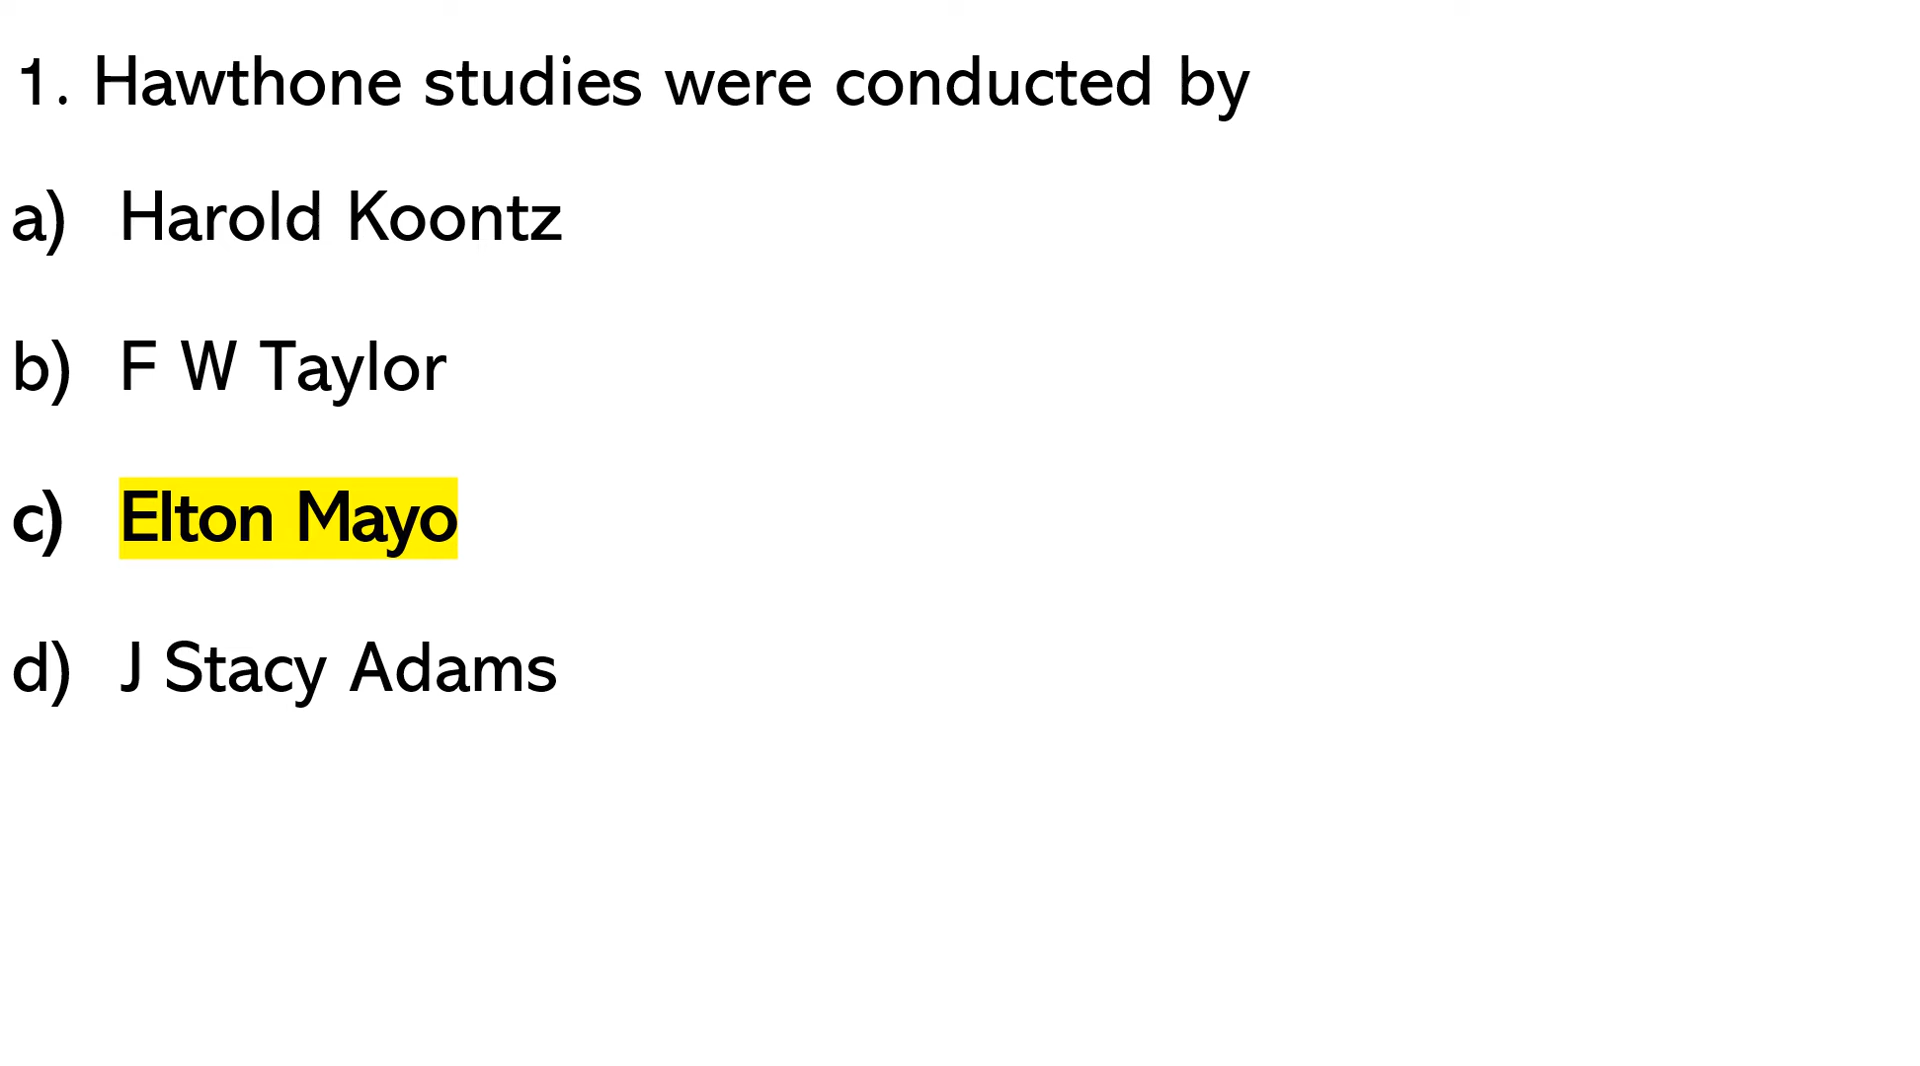 1. Hawthone studies were conducted by
a) Harold Koontz
b) F W Taylor
c) Elton Mayo
d) J Stacy Adams